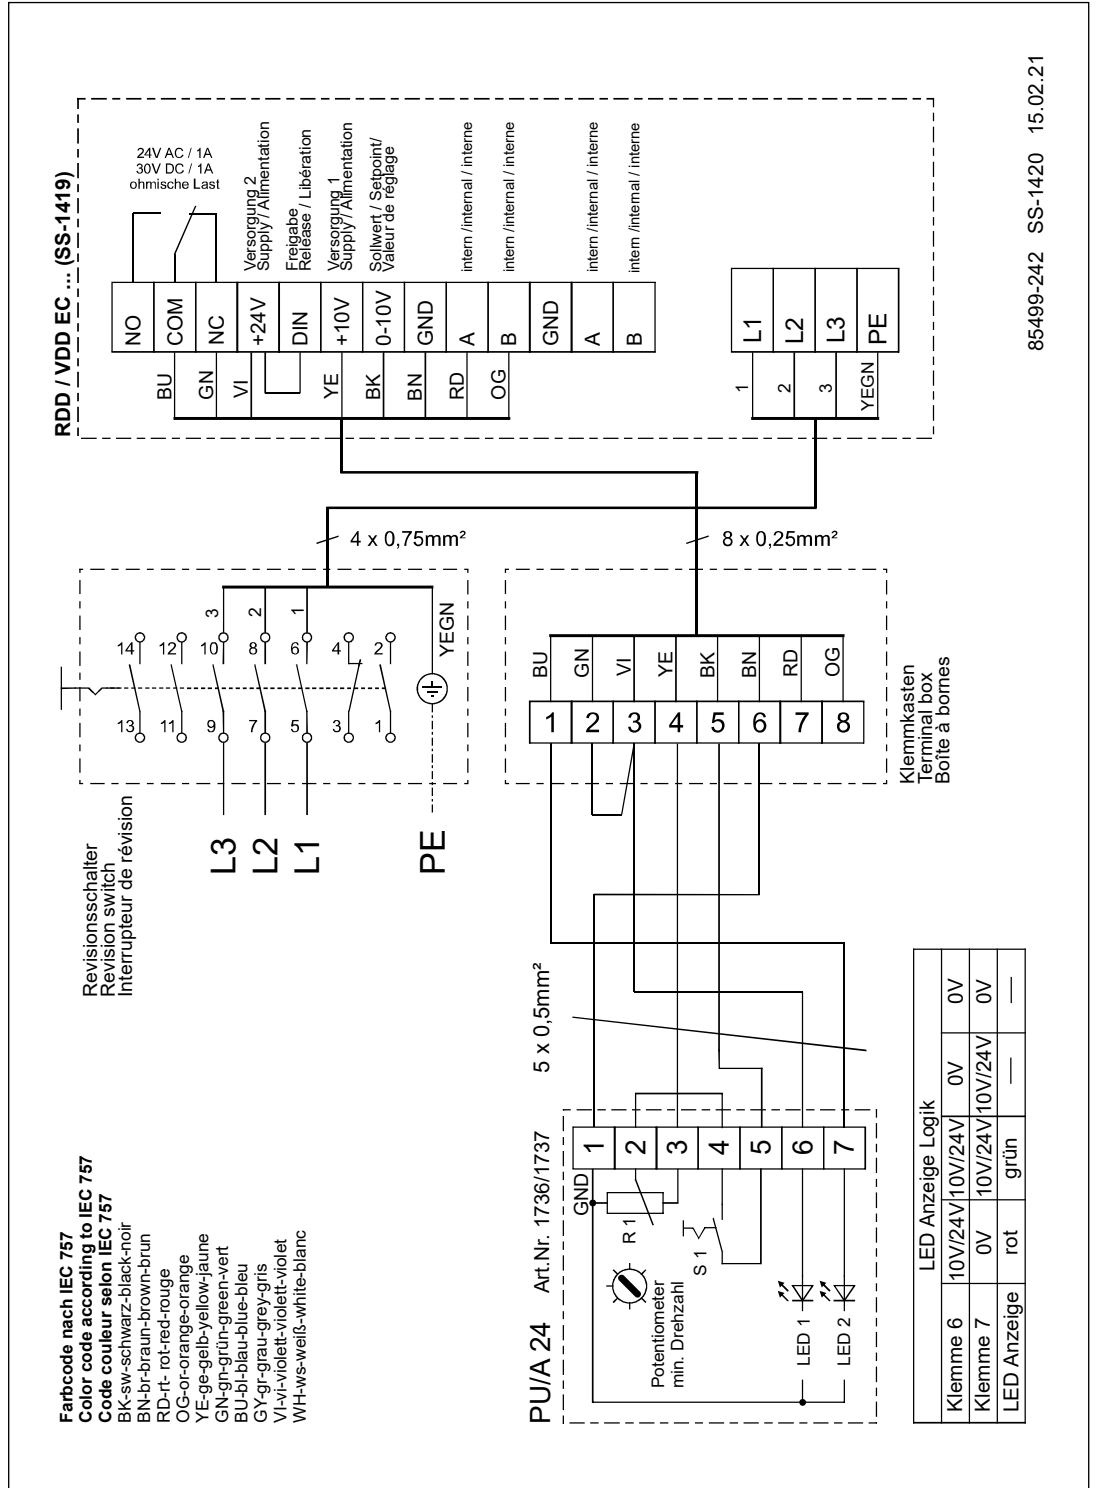 RDD / VDD EC ... (SS-1419)
24V AC / 1A
30V DC / 1A
ohmische Last
Versorgung 2
Supply / Alimentation
Freigabe
Release / Libération
Versorgung 1
Supply / Alimentation
Sollwert / Setpoint/
Valeur de réglage
intern /internal / interne
intern /internal / interne
intern /internal / interne
intern /internal / interne
NO
COM
NC
+24V
DIN
+10V
0-10V
GND
A
B
GND
A
B
BU
GN
VI
YE
BK
BN
RD
OG
L1
L2
L3
PE
1
2
3
YEGN
85499-242 SS-1420 15.02.21
4 x 0,75mm²
8 x 0,25mm²
3
2
1
YEGN
14
12
10
8
6
4
2
13
11
9
7
5
3
1
L3
L2
L1
PE
Revisionsschalter
Revision switch
Interrupteur de révision
BU
GN
VI
YE
BK
BN
RD
OG
1
2
3
4
5
6
7
8
Klemmkasten
Terminal box
Boîte à bornes
5 x 0,5mm²
PU/A 24 Art.Nr. 1736/1737
GND
1
2
3
4
5
6
7
R 1
S 1
Potentiometer
min. Drehzahl
LED 1
LED 2
Farbcode nach IEC 757
Color code according to IEC 757
Code couleur selon IEC 757
BK-sw-schwarz-black-noir
BN-br-braun-brown-brun
RD-rt- rot-red-rouge
OG-or-orange-orange
YE-ge-gelb-yellow-jaune
GN-gn-grün-green-vert
BU-bl-blau-blue-bleu
GY-gr-grau-grey-gris
VI-vi-violett-violett-violet
WH-ws-weiß-white-blanc
LED Anzeige Logik
Klemme 6 10V/24V 10V/24V 0V 0V
Klemme 7 0V 10V/24V 10V/24V 0V
LED Anzeige rot grün — —